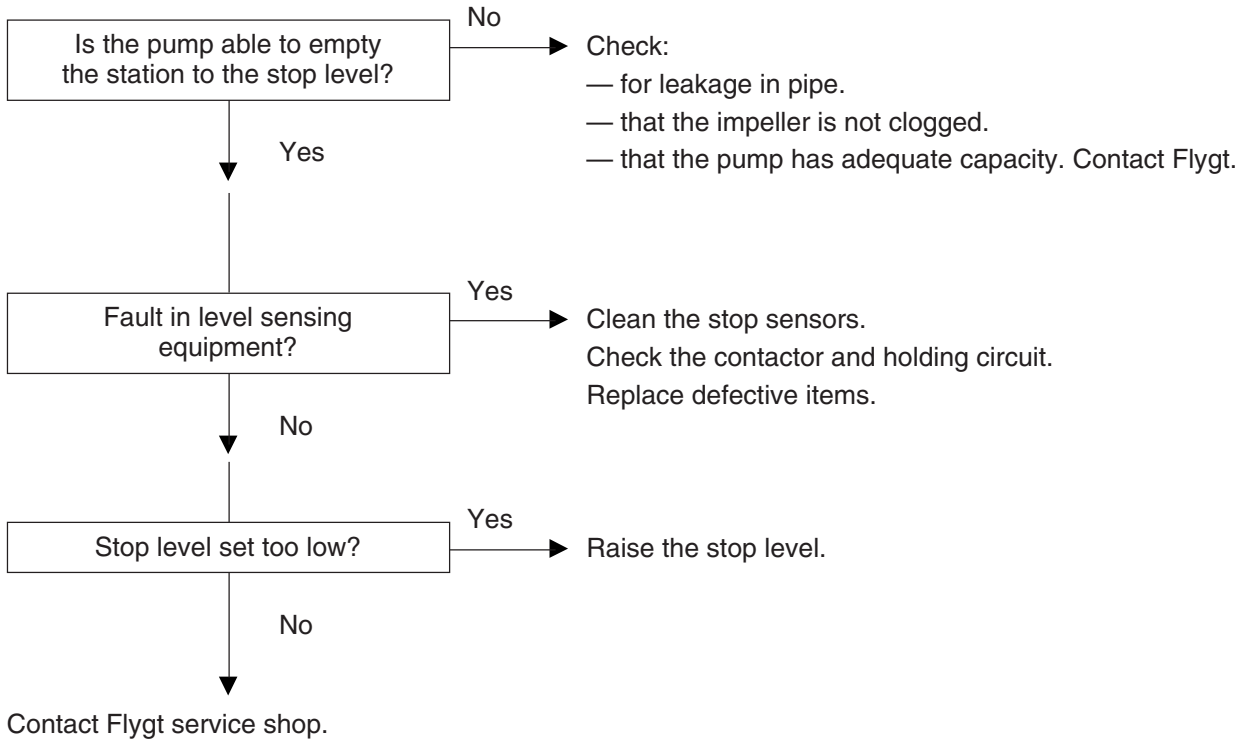 Is the pump able to empty
the station to the stop level?
No
Check:
— for leakage in pipe.
— that the impeller is not clogged.
— that the pump has adequate capacity. Contact Flygt.
Yes
Fault in level sensing
equipment?
Yes
Clean the stop sensors.
Check the contactor and holding circuit.
Replace defective items.
No
Stop level set too low?
Yes
Raise the stop level.
No
Contact Flygt service shop.